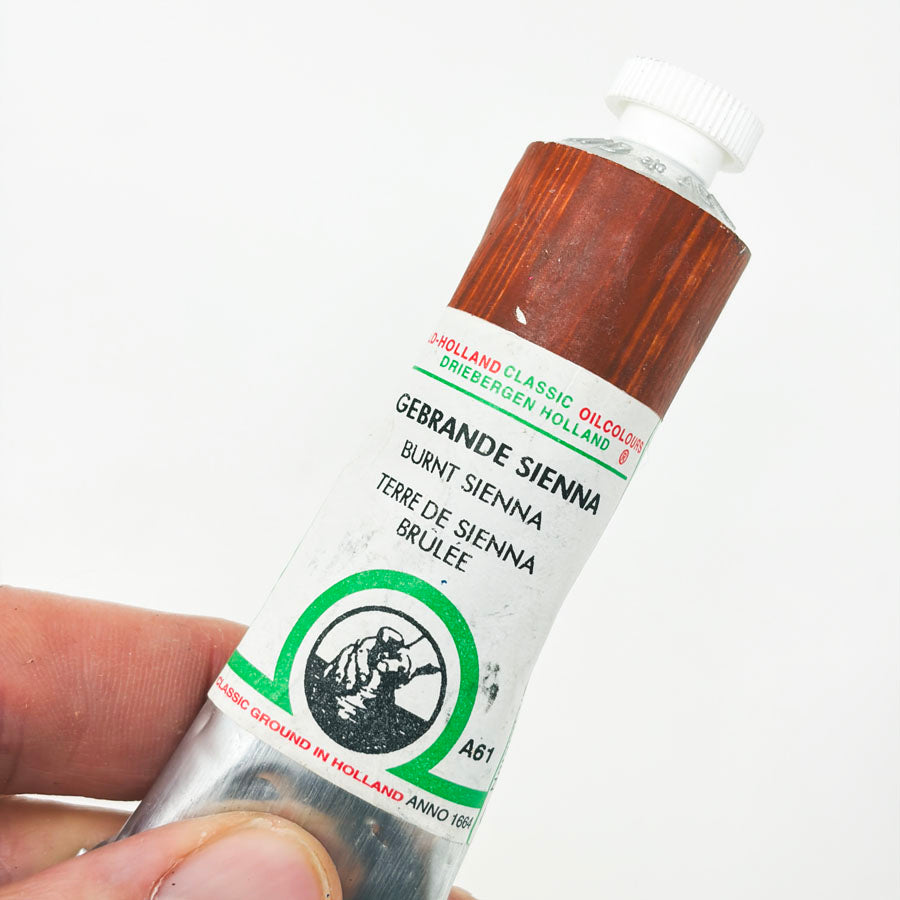 .D-HOLLAND CLASSIC OILCOLOURS
DRIEBERGEN HOLLAND ®
GEBRANDE SIENNA
BURNT SIENNA
TERRE DE SIENNA
BRÛLÉE
A61
CLASSIC GROUND IN HOLLAND ANNO 1664